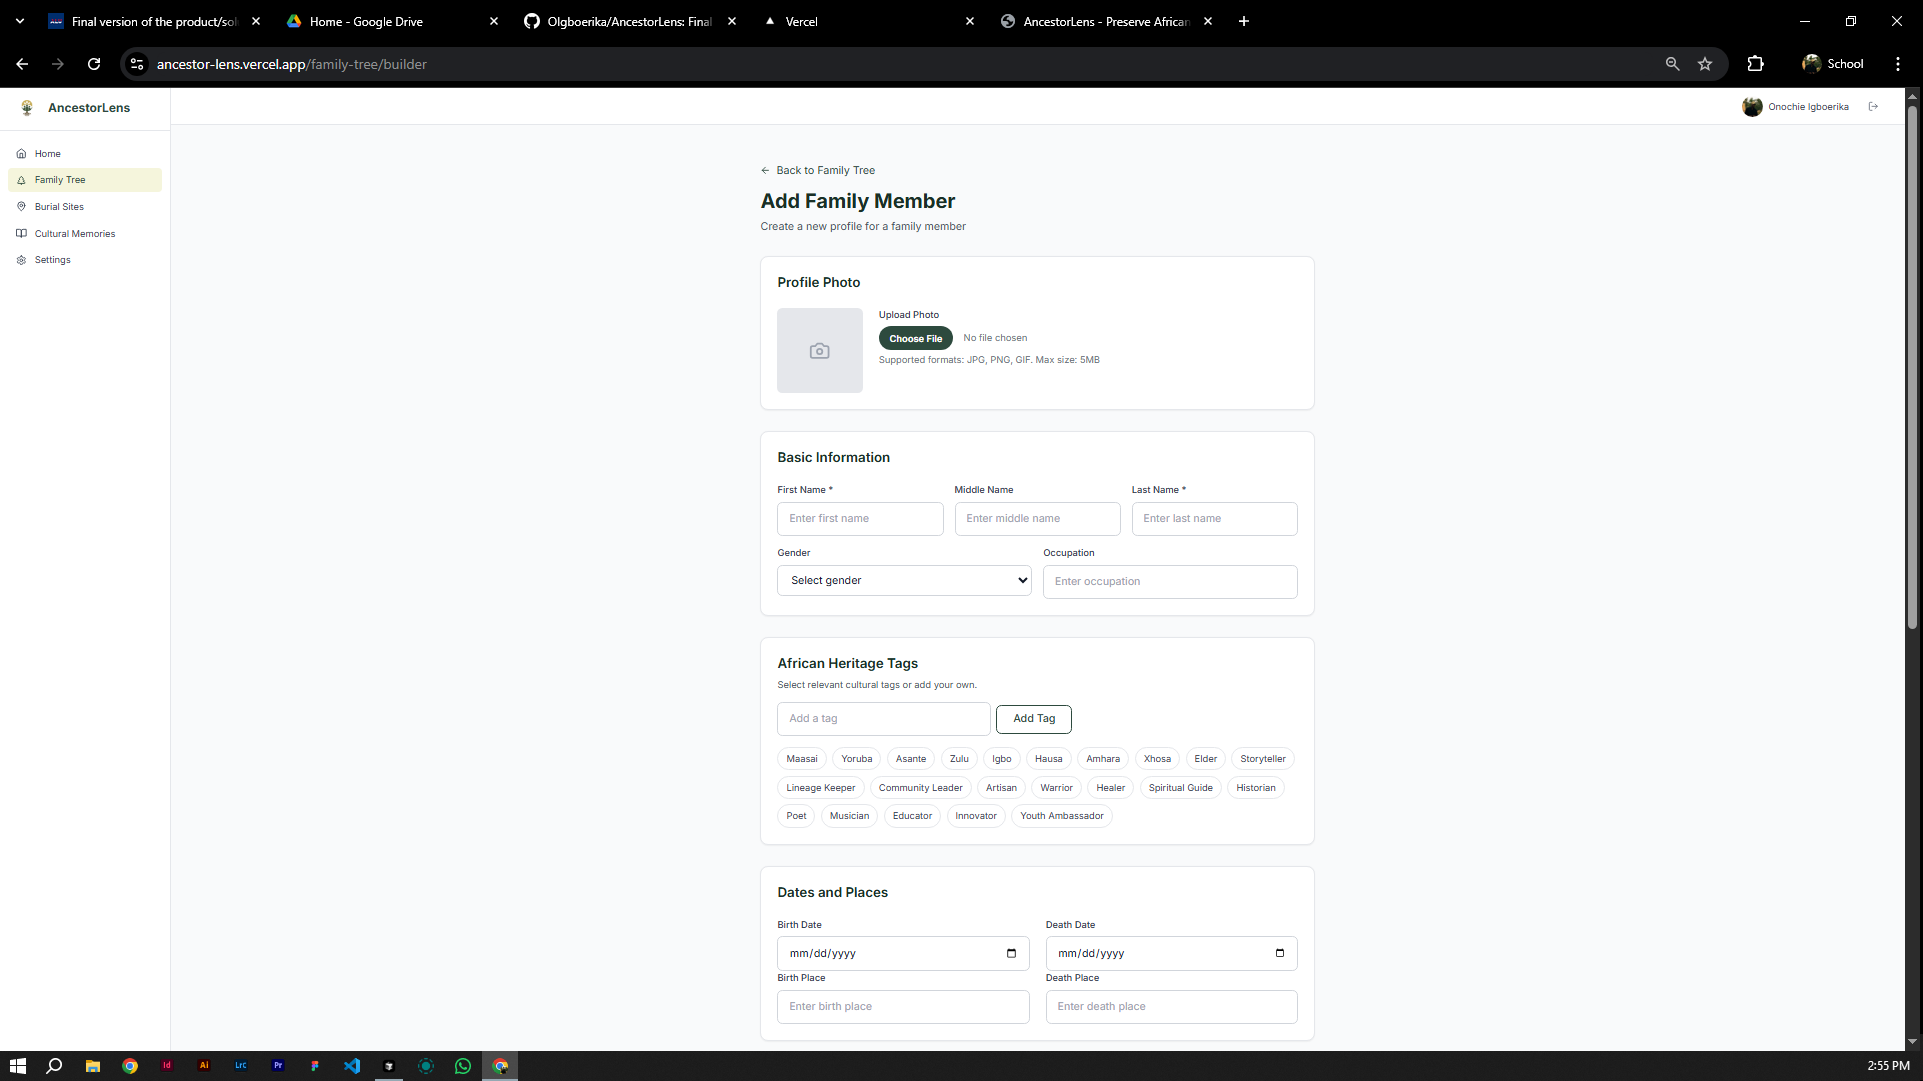 Final version of the product/sol
Home - Google Drive
OIgboerika/AncestorLens: Final
Vercel
AncestorLens - Preserve African
ancestor-lens.vercel.app/family-tree/builder
School
AncestorLens
Onochie Igboerika
Home
Family Tree
Burial Sites
Cultural Memories
Settings
Back to Family Tree
Add Family Member
Create a new profile for a family member
Profile Photo
Upload Photo
Choose File No file chosen
Supported formats: JPG, PNG, GIF. Max size: 5MB
Basic Information
First Name * Middle Name Last Name *
Enter first name Enter middle name Enter last name
Gender Occupation
Select gender Enter occupation
African Heritage Tags
Select relevant cultural tags or add your own.
Add a tag Add Tag
Maasai Yoruba Asante Zulu Igbo Hausa Amhara Xhosa Elder Storyteller
Lineage Keeper Community Leader Artisan Warrior Healer Spiritual Guide Historian
Poet Musician Educator Innovator Youth Ambassador
Dates and Places
Birth Date Death Date
mm/dd/yyyy mm/dd/yyyy
Birth Place Death Place
Enter birth place Enter death place
Id Ai LrC Pr
2:55 PM